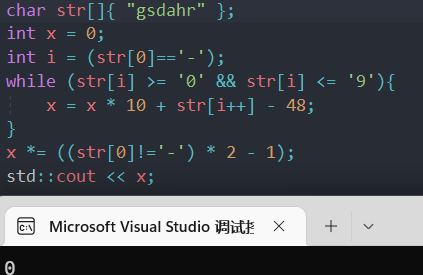 char str[]{ "gsdahr" };
int x = 0;
int i = (str[0]=='-');
while (str[i] >= '0' && str[i] <= '9'){
    x = x * 10 + str[i++] - 48;
}
x *= ((str[0]!='-') * 2 - 1);
std::cout << x;
Microsoft Visual Studio 调试
0